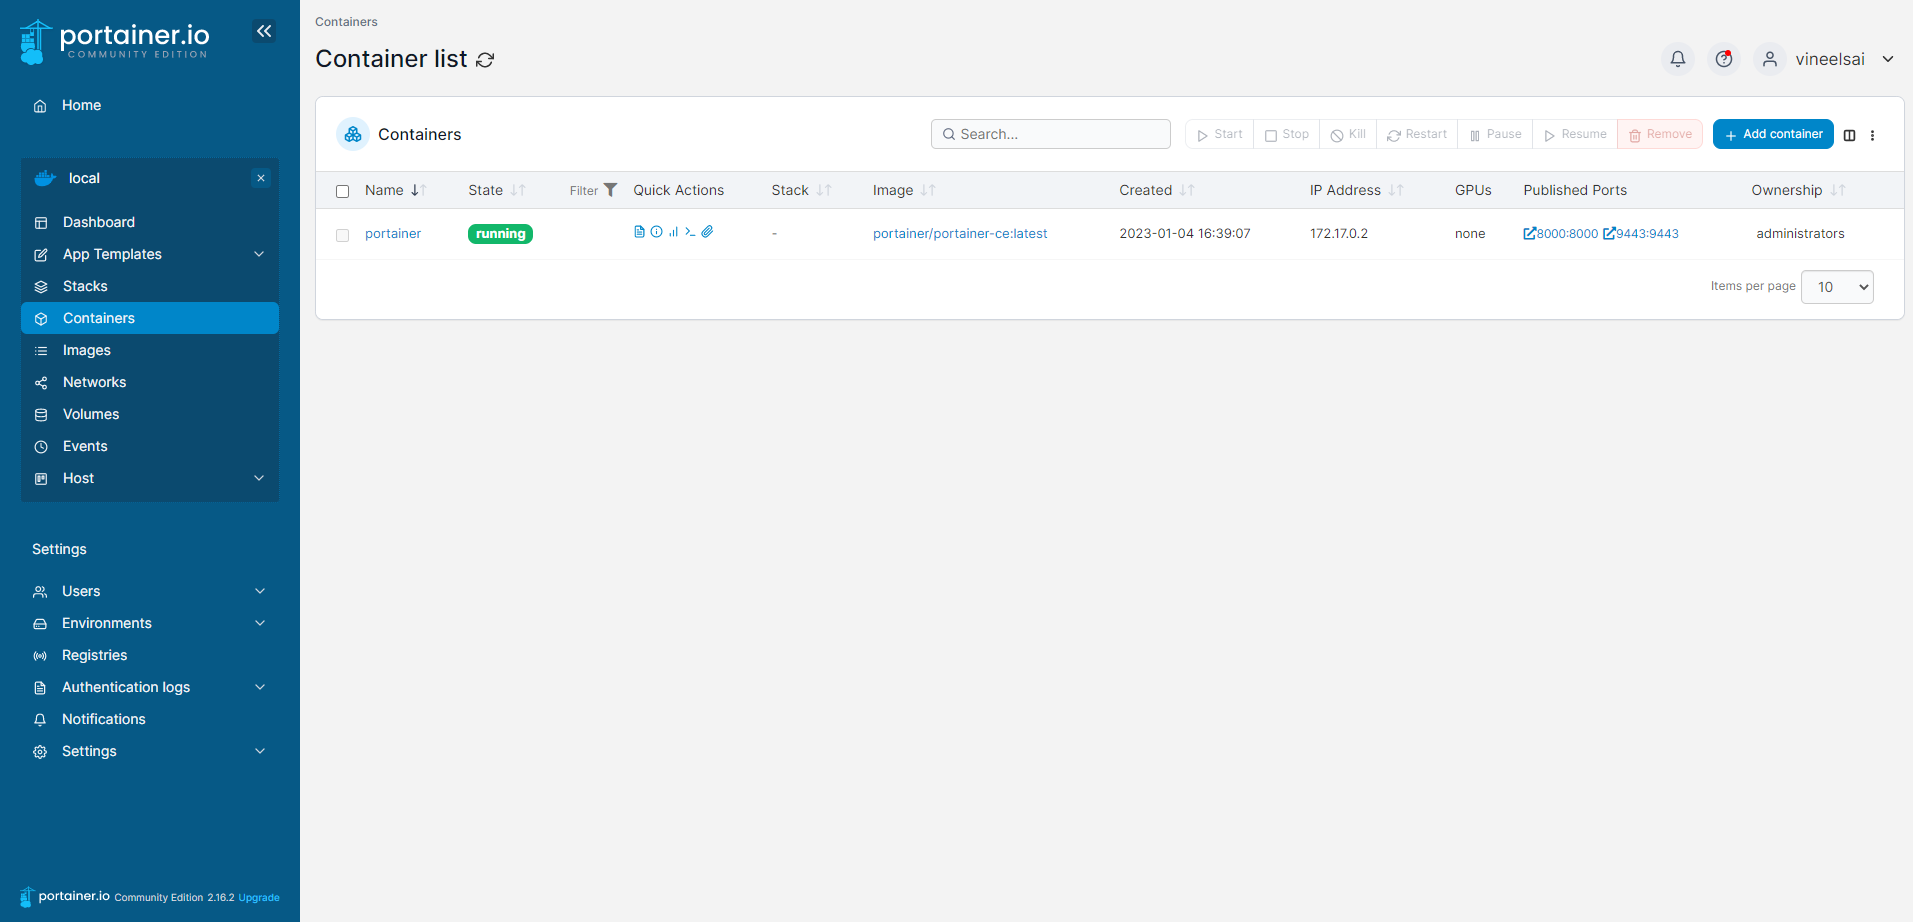 portainer.io
COMMUNITY EDITION
Home
local
Dashboard
App Templates
Stacks
Containers
Images
Networks
Volumes
Events
Host
Settings
Users
Environments
Registries
Authentication logs
Notifications
Settings
portainer.io Community Edition 2.16.2 Upgrade
Containers
Container list
vineelsai
Containers Search... Start Stop Kill Restart Pause Resume Remove + Add container
Name State Filter Quick Actions Stack Image Created IP Address GPUs Published Ports Ownership
portainer running - portainer/portainer-ce:latest 2023-01-04 16:39:07 172.17.0.2 none 8000:8000 9443:9443 administrators
Items per page 10